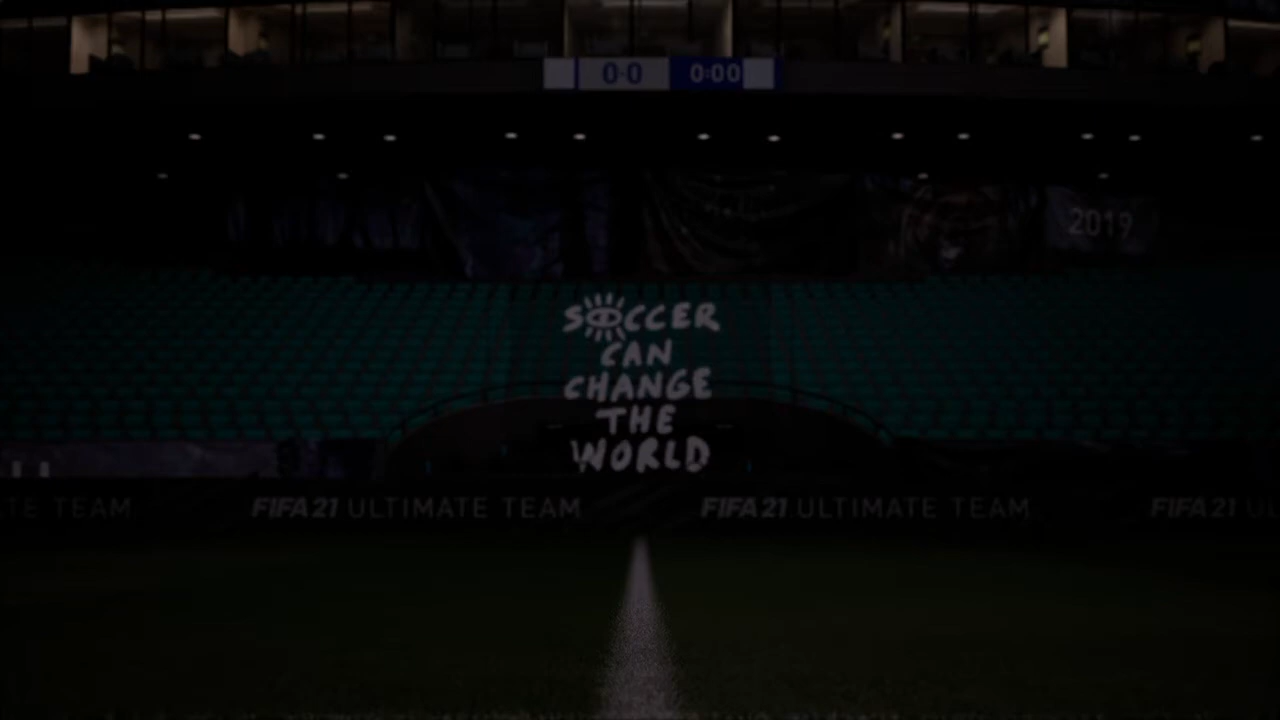 0-0 0:00
2019
SOCCER
CAN
CHANGE
THE
WORLD
TE TEAM FIFA 21 ULTIMATE TEAM FIFA 21 ULTIMATE TEAM FIFA 21 UL